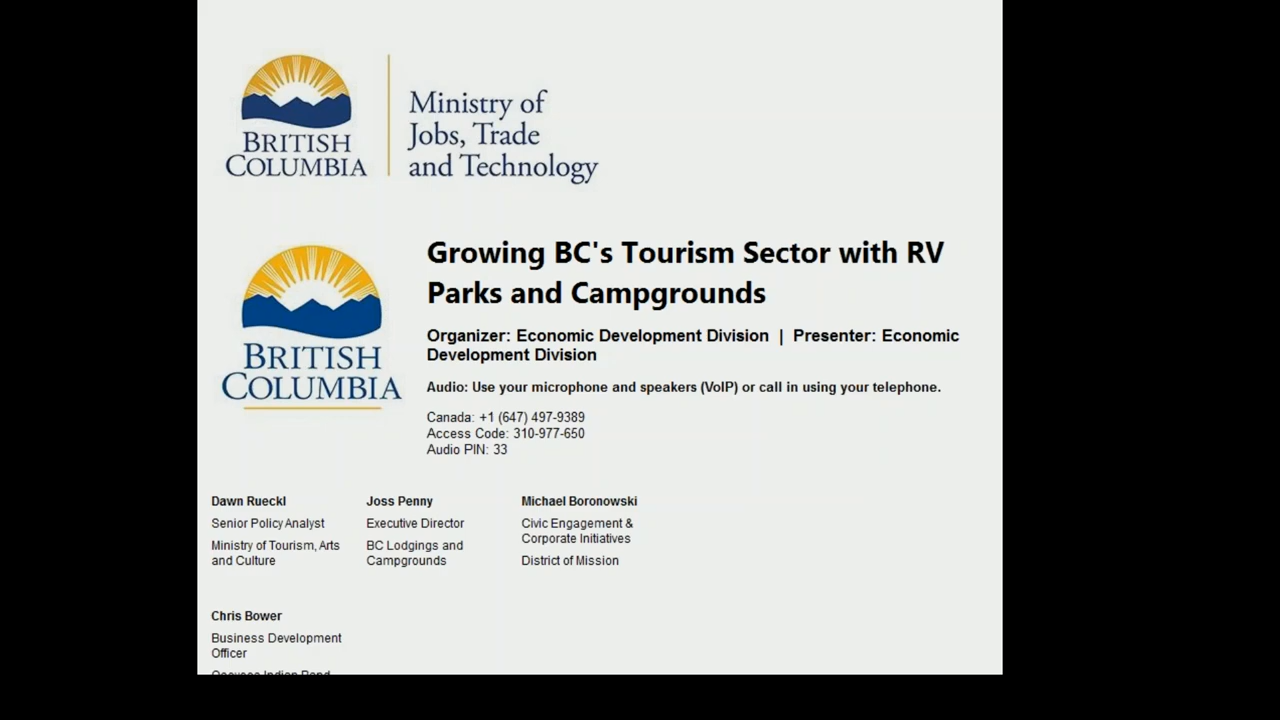 BRITISH
COLUMBIA
Ministry of
Jobs, Trade
and Technology
BRITISH
COLUMBIA
Growing BC's Tourism Sector with RV
Parks and Campgrounds
Organizer: Economic Development Division | Presenter: Economic
Development Division
Audio: Use your microphone and speakers (VoIP) or call in using your telephone.
Canada: +1 (647) 497-9389
Access Code: 310-977-650
Audio PIN: 33
Dawn Rueckl
Senior Policy Analyst
Ministry of Tourism, Arts
and Culture
Joss Penny
Executive Director
BC Lodgings and
Campgrounds
Michael Boronowski
Civic Engagement &
Corporate Initiatives
District of Mission
Chris Bower
Business Development
Officer
Indian Band